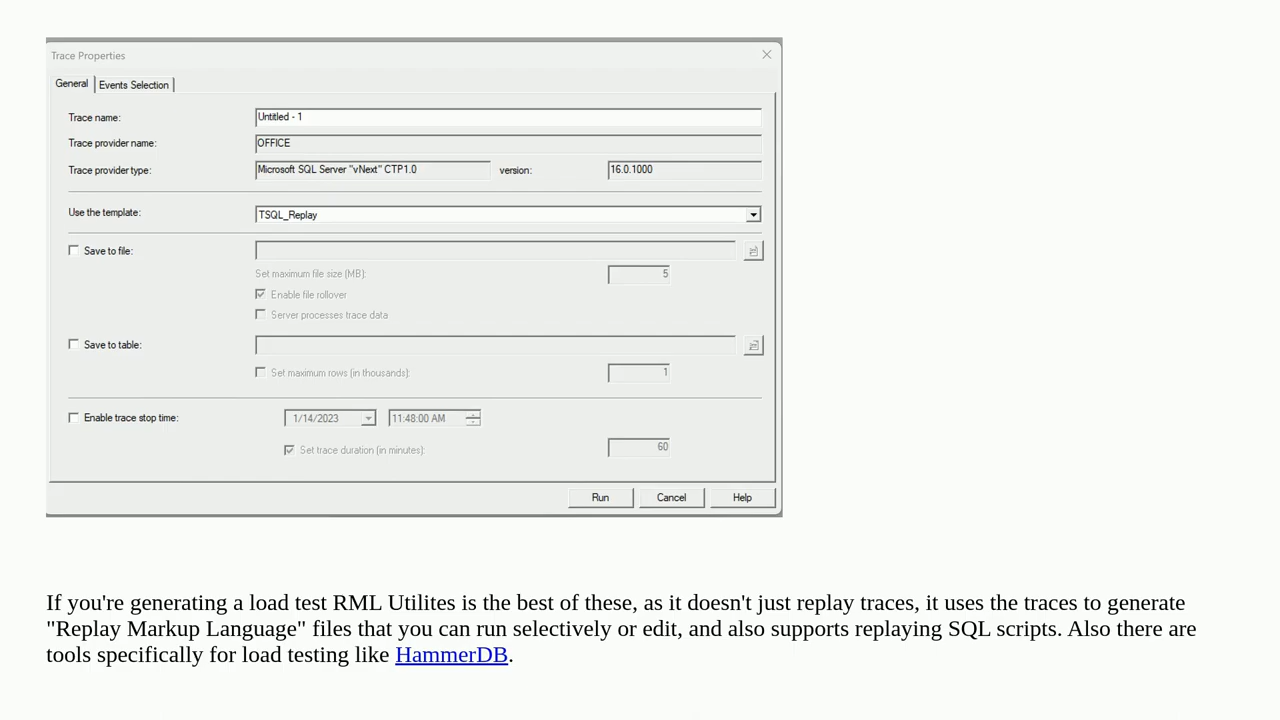 Trace Properties
General Events Selection
Trace name: Untitled - 1
Trace provider name: OFFICE
Trace provider type: Microsoft SQL Server "vNext" CTP1.0 version: 16.0.1000
Use the template: TSQL_Replay
Save to file:
Set maximum file size (MB): 5
Enable file rollover
Server processes trace data
Save to table:
Set maximum rows (in thousands): 1
Enable trace stop time: 1/14/2023 11:48:00 AM
Set trace duration (in minutes): 60
Run Cancel Help
If you're generating a load test RML Utilites is the best of these, as it doesn't just replay traces, it uses the traces to generate
"Replay Markup Language" files that you can run selectively or edit, and also supports replaying SQL scripts. Also there are
tools specifically for load testing like HammerDB.